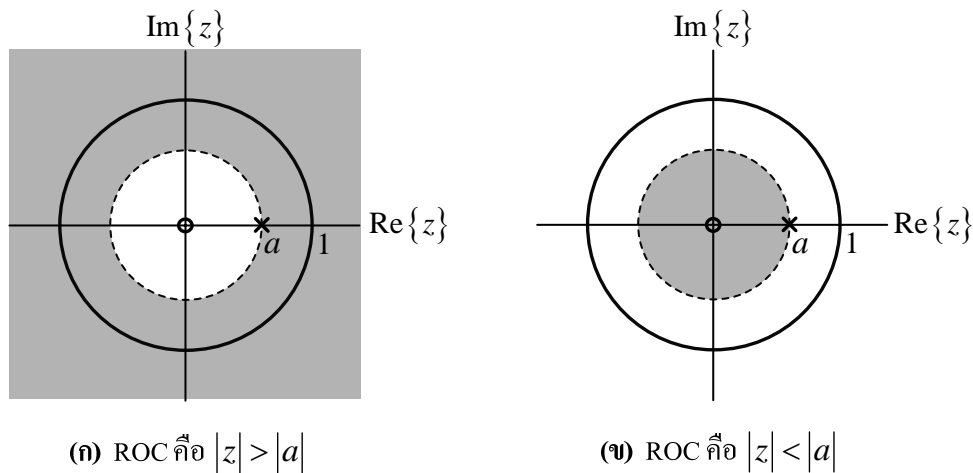 Im{z}
Im{z}
Re{z}
Re{z}
a
1
a
1
(ก) ROC คือ |z| > |a|
(ข) ROC คือ |z| < |a|